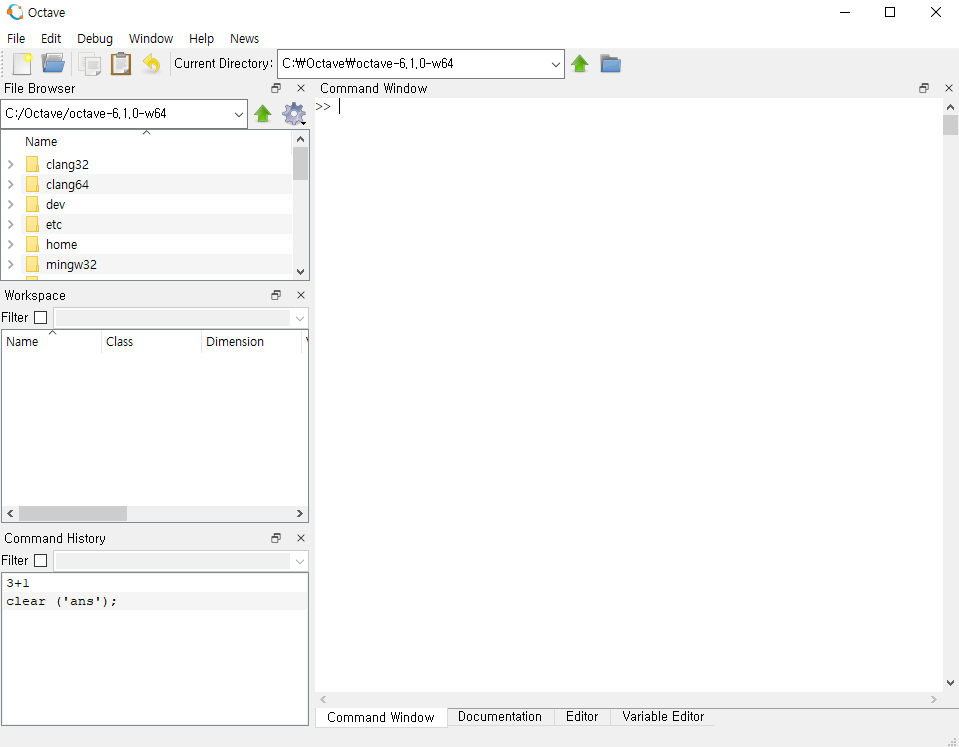 Octave
File Edit Debug Window Help News
Current Directory: C:₩Octave₩octave-6.1.0-w64
File Browser
C:/Octave/octave-6.1.0-w64
Name
clang32
clang64
dev
etc
home
mingw32
Workspace
Filter
Name Class Dimension
Command History
Filter
3+1
clear ('ans');
Command Window
>>
Command Window Documentation Editor Variable Editor